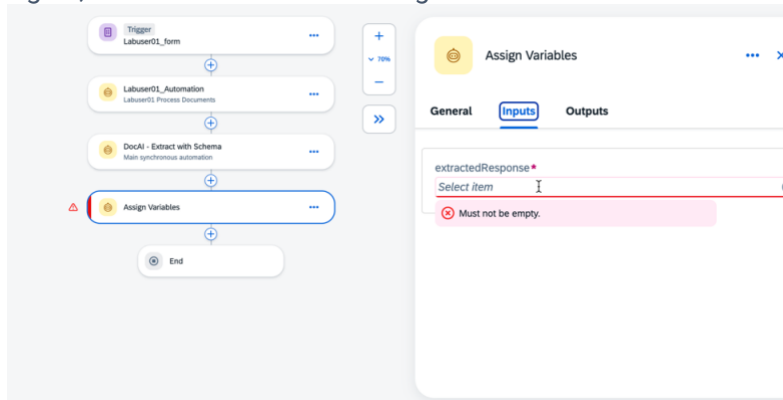 Trigger
Labuser01_form
Labuser01_Automation
Labuser01 Process Documents
DocAI - Extract with Schema
Main synchronous automation
Assign Variables
End
70%
Assign Variables
General
Inputs
Outputs
extractedResponse*
Select item
Must not be empty.